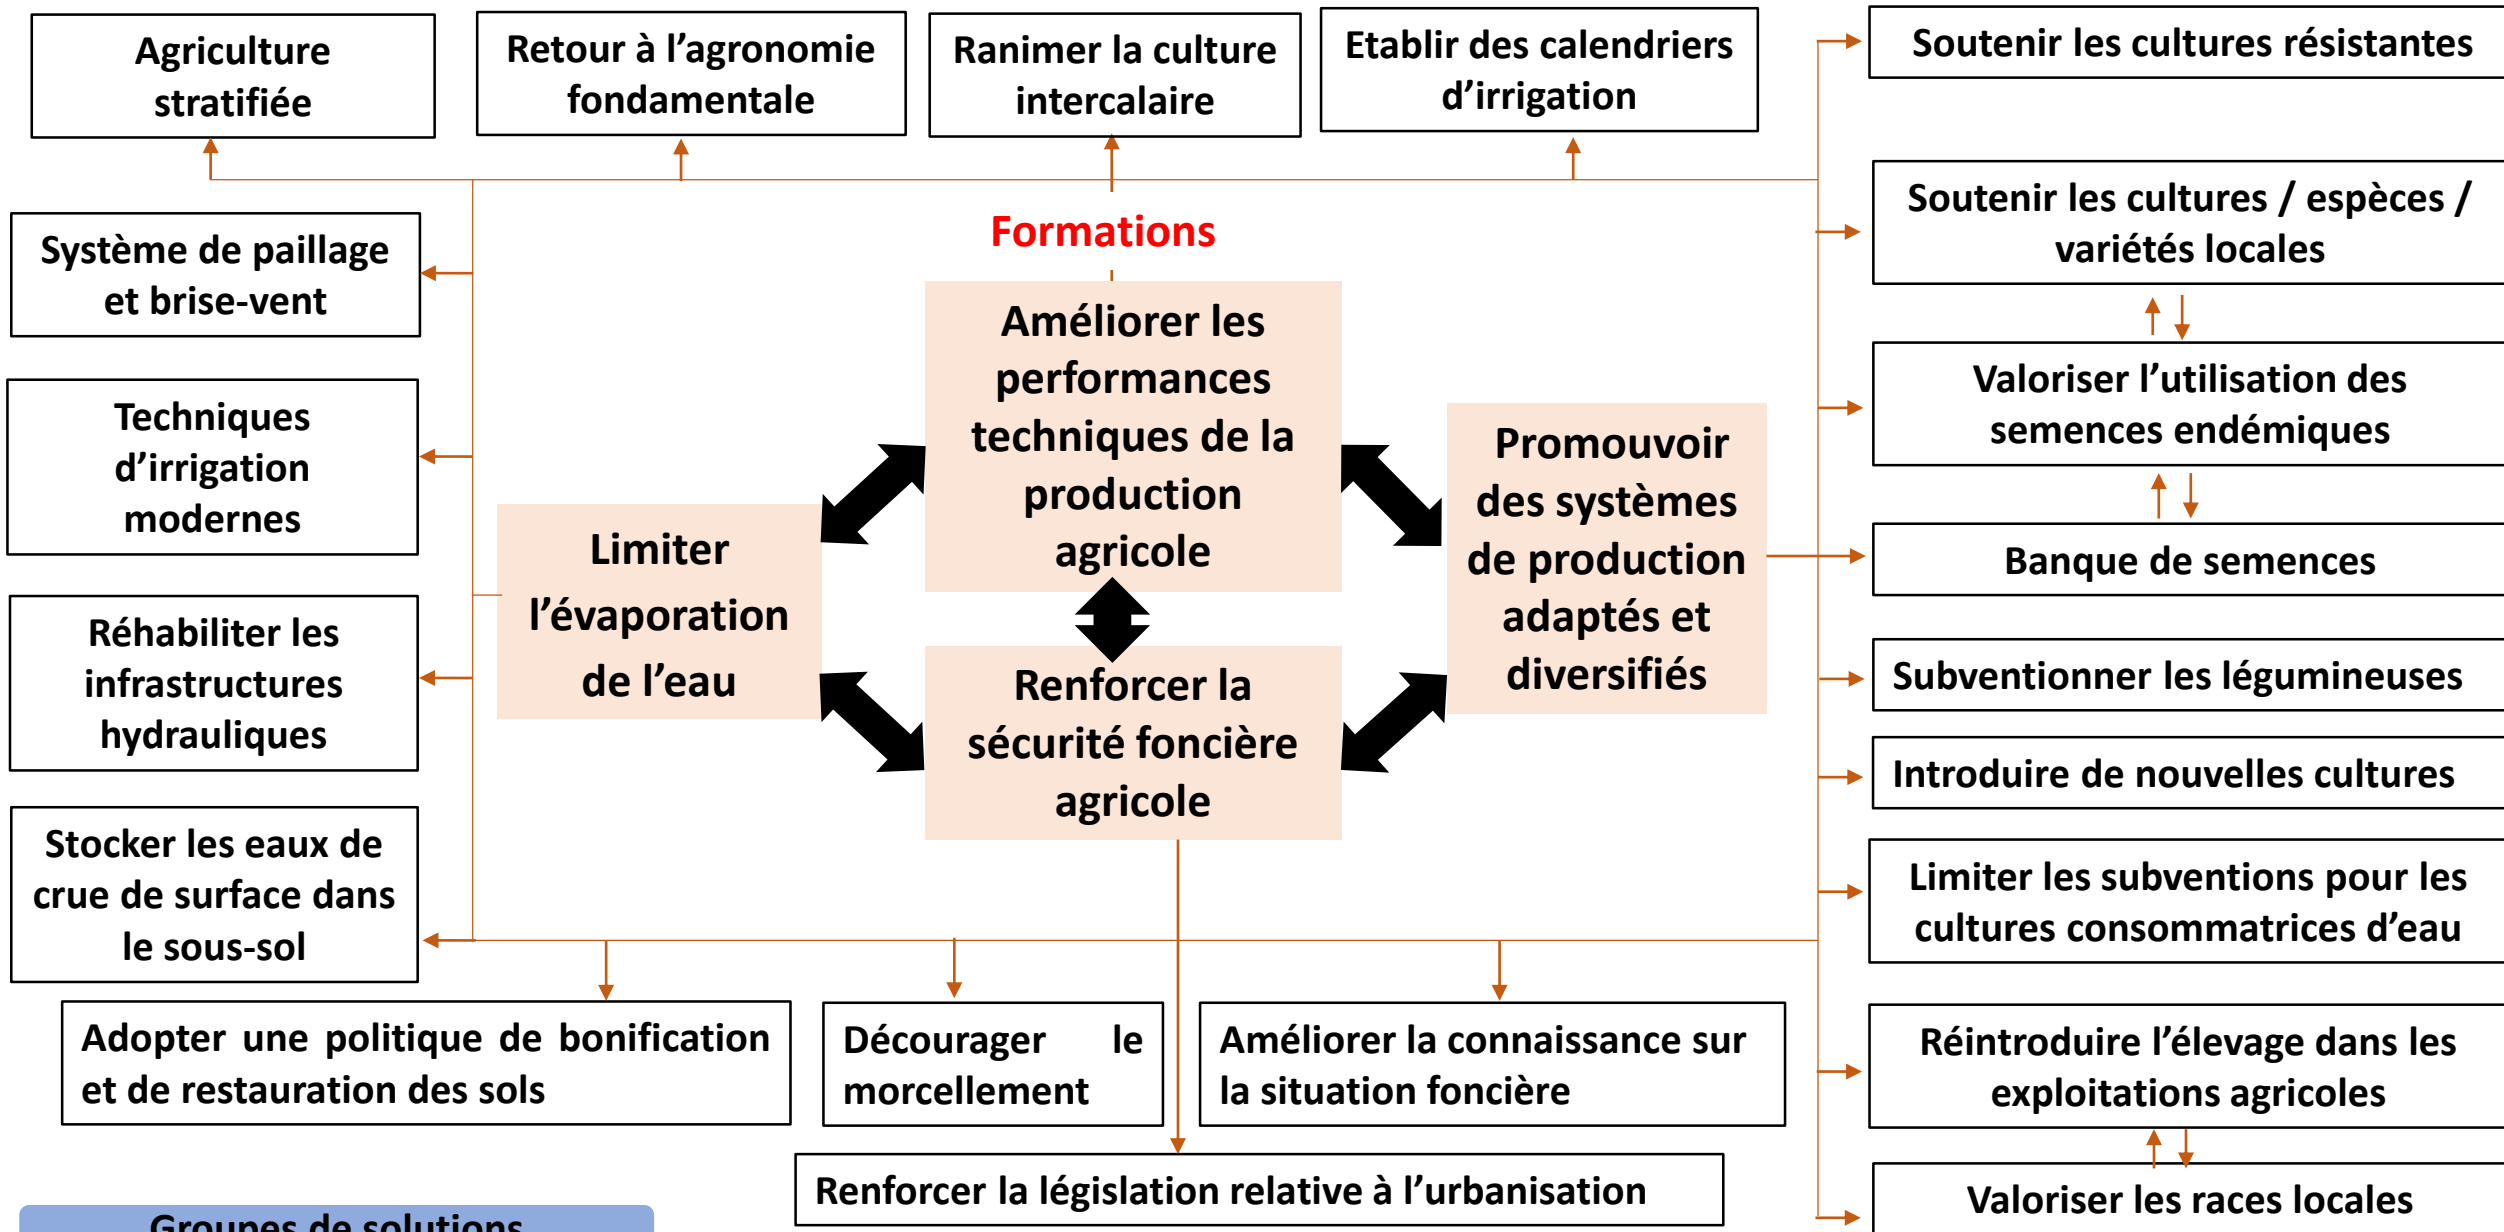 Agriculture
stratifiée
Retour à l’agronomie
fondamentale
Ranimer la culture
intercalaire
Etablir des calendriers
d’irrigation
Soutenir les cultures résistantes
Soutenir les cultures / espèces /
variétés locales
Système de paillage
et brise-vent
Formations
Améliorer les
performances
techniques de la
production
agricole
Valoriser l’utilisation des
semences endémiques
Techniques
d’irrigation
modernes
Promouvoir
des systèmes
de production
adaptés et
diversifiés
Limiter
l’évaporation
de l’eau
Banque de semences
Réhabiliter les
infrastructures
hydrauliques
Renforcer la
sécurité foncière
agricole
Subventionner les légumineuses
Introduire de nouvelles cultures
Stocker les eaux de
crue de surface dans
le sous-sol
Limiter les subventions pour les
cultures consommatrices d’eau
Adopter une politique de bonification
et de restauration des sols
Décourager le
morcellement
Améliorer la connaissance sur
la situation foncière
Réintroduire l’élevage dans les
exploitations agricoles
Renforcer la législation relative à l’urbanisation
Valoriser les races locales
Groupes de solutions